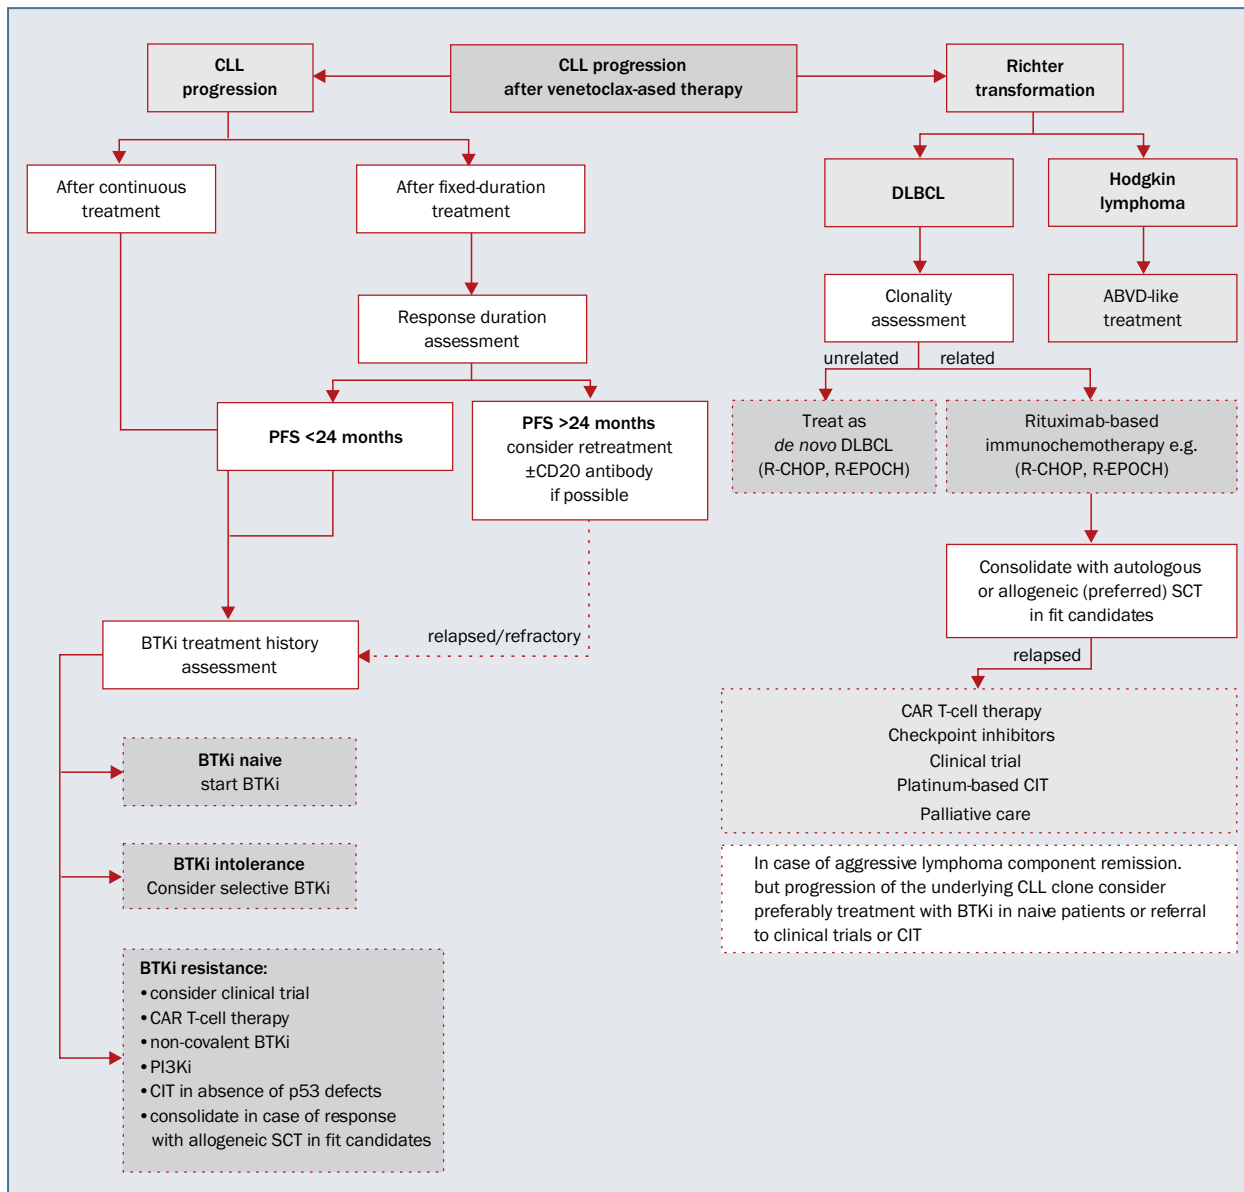 CLL
progression
CLL progression
after venetoclax-ased therapy
Richter
transformation
After continuous
treatment
After fixed-duration
treatment
DLBCL
Hodgkin
lymphoma
Response duration
assessment
Clonality
assessment
ABVD-like
treatment
unrelated
related
PFS <24 months
PFS >24 months
consider retreatment
±CD20 antibody
if possible
Treat as
de novo DLBCL
(R-CHOP, R-EPOCH)
Rituximab-based
immunochemotherapy e.g.
(R-CHOP, R-EPOCH)
Consolidate with autologous
or allogeneic (preferred) SCT
in fit candidates
BTKi treatment history
assessment
relapsed/refractory
relapsed
CAR T-cell therapy
Checkpoint inhibitors
Clinical trial
Platinum-based CIT
Palliative care
BTKi naive
start BTKi
BTKi intolerance
Consider selective BTKi
In case of aggressive lymphoma component remission.
but progression of the underlying CLL clone consider
preferably treatment with BTKi in naive patients or referral
to clinical trials or CIT
BTKi resistance:
•consider clinical trial
•CAR T-cell therapy
•non-covalent BTKi
•PI3Ki
•CIT in absence of p53 defects
•consolidate in case of response
with allogeneic SCT in fit candidates